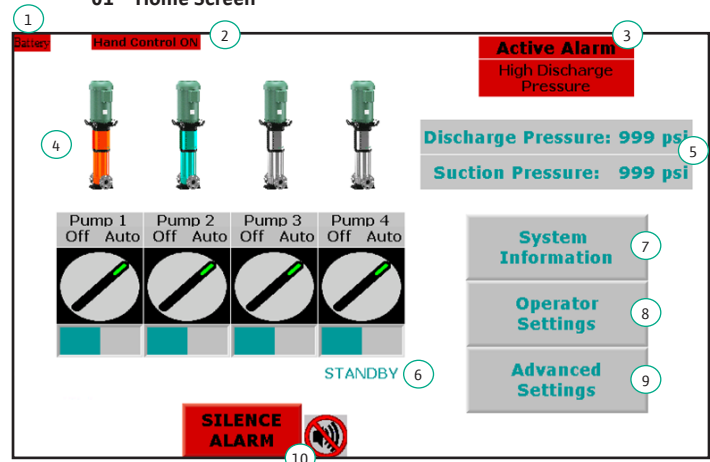 01 Home Screen
1
2
3
Battery
Hand Control ON
Active Alarm
High Discharge
Pressure
4
Discharge Pressure: 999 psi
5
Suction Pressure: 999 psi
Pump 1
Off Auto
Pump 2
Off Auto
Pump 3
Off Auto
Pump 4
Off Auto
System
Information
7
Operator
Settings
8
STANDBY
6
Advanced
Settings
9
SILENCE
ALARM
10